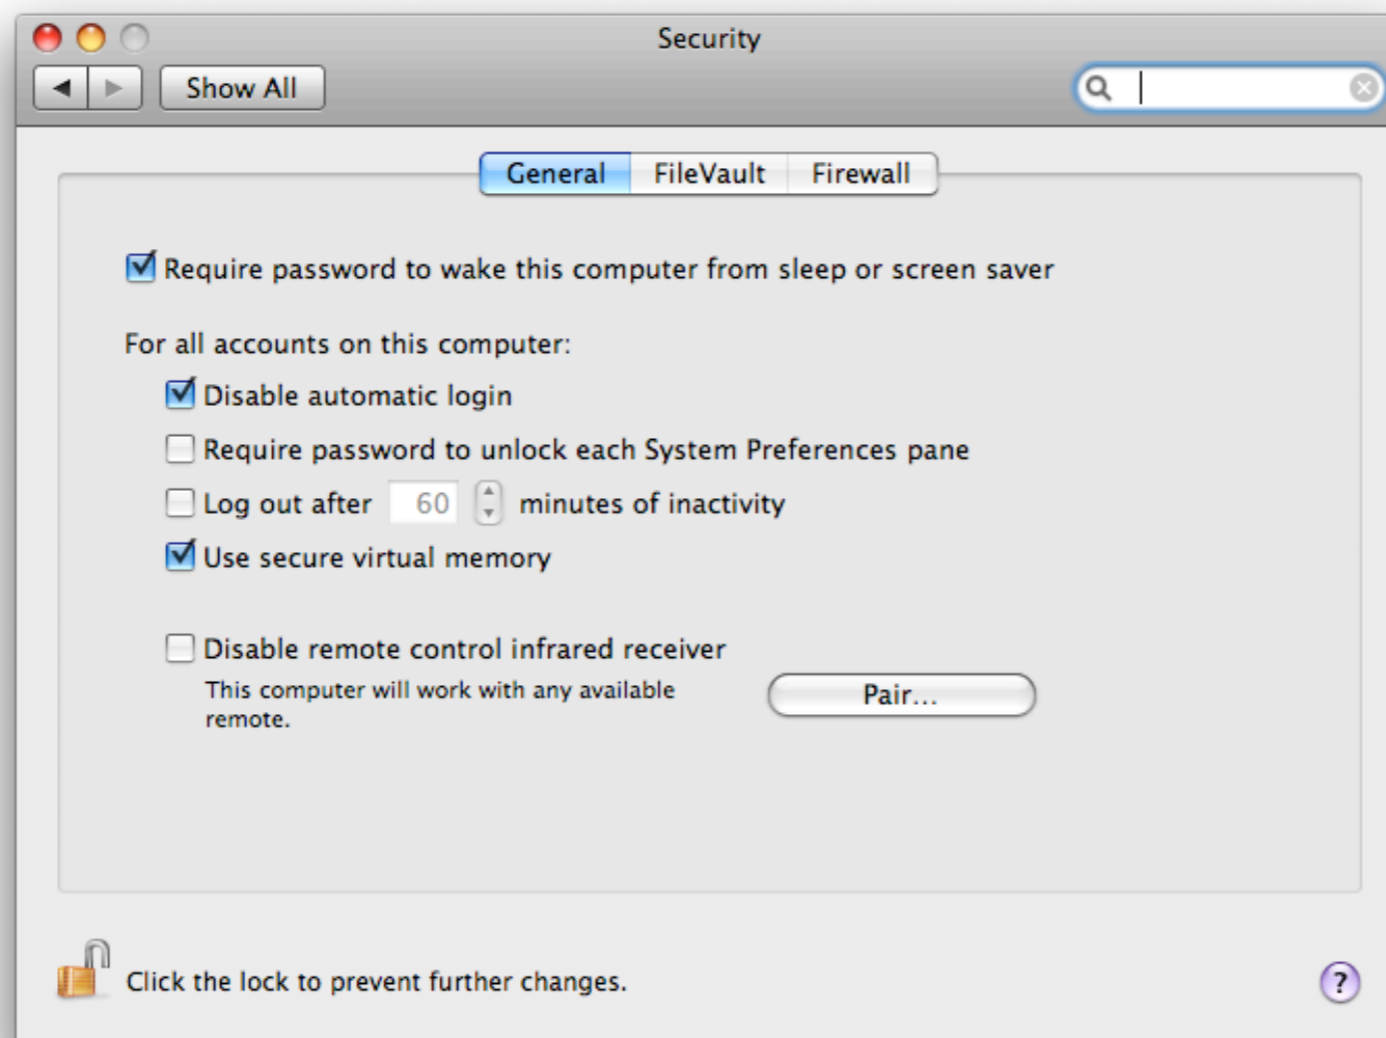 Security
Show All
General FileVault Firewall
Require password to wake this computer from sleep or screen saver
For all accounts on this computer:
Disable automatic login
Require password to unlock each System Preferences pane
Log out after 60 minutes of inactivity
Use secure virtual memory
Disable remote control infrared receiver
This computer will work with any available
remote.
Pair...
Click the lock to prevent further changes.
?